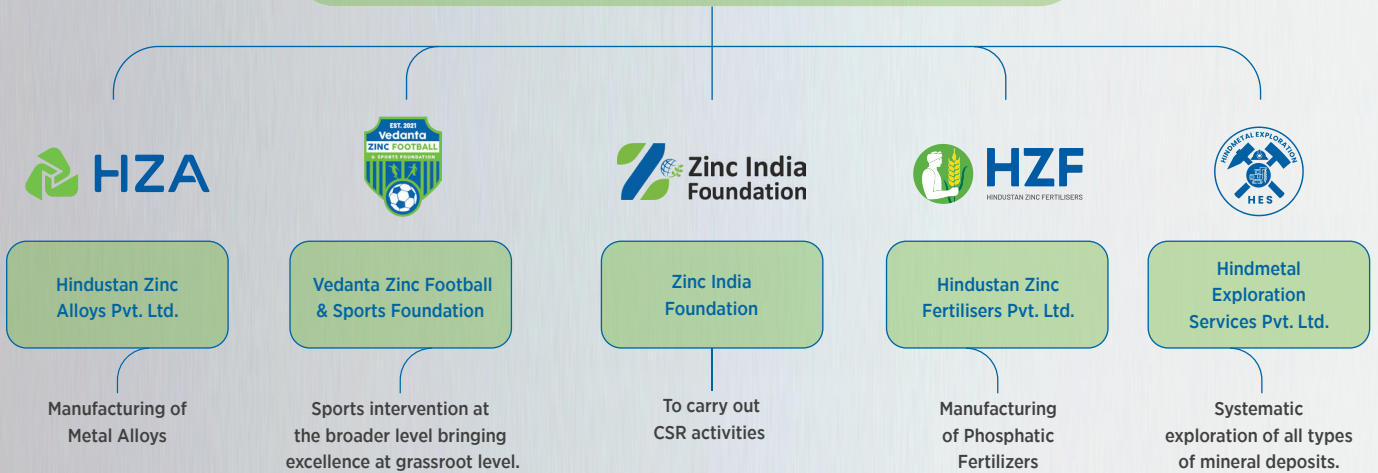 HZA
EST. 2021
Vedanta
ZINC FOOTBALL
& SPORTS FOUNDATION
Zinc India
Foundation
HZF
HINDUSTAN ZINC FERTILISERS
HINDMETAL EXPLORATION
HES
Hindustan Zinc
Alloys Pvt. Ltd.
Vedanta Zinc Football
& Sports Foundation
Zinc India
Foundation
Hindustan Zinc
Fertilisers Pvt. Ltd.
Hindmetal
Exploration
Services Pvt. Ltd.
Manufacturing of
Metal Alloys
Sports intervention at
the broader level bringing
excellence at grassroot level.
To carry out
CSR activities
Manufacturing
of Phosphatic
Fertilizers
Systematic
exploration of all types
of mineral deposits.